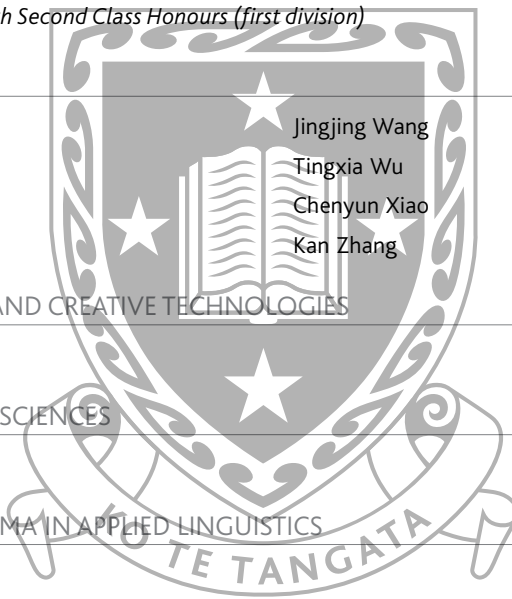 h Second Class Honours (first division)
Jingjing Wang
Tingxia Wu
Chenyun Xiao
Kan Zhang
AND CREATIVE TECHNOLOGIES
SCIENCES
MA IN APPLIED LINGUISTICS
KO TE TANGATA